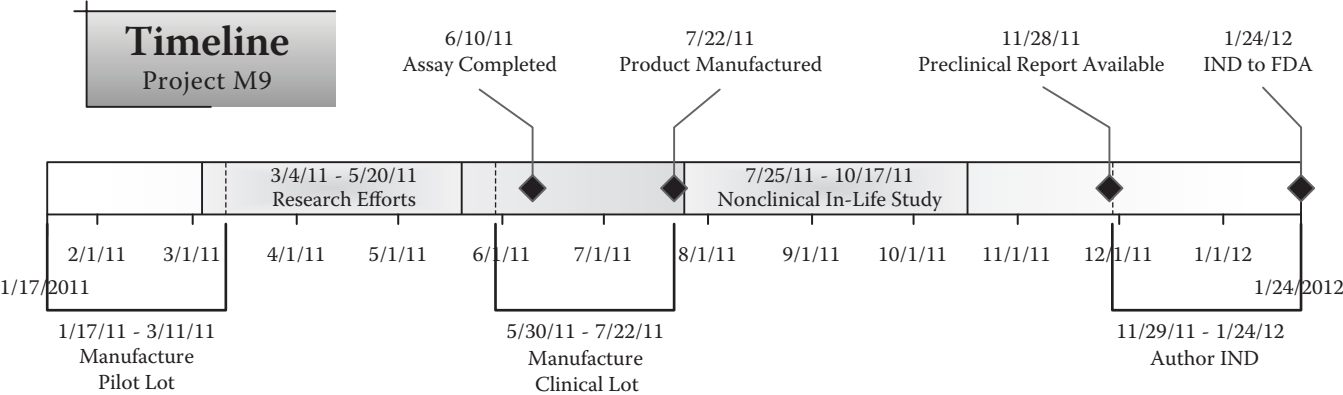 Timeline
Project M9
6/10/11
Assay Completed
7/22/11
Product Manufactured
11/28/11
Preclinical Report Available
1/24/12
IND to FDA
3/4/11 - 5/20/11
Research Efforts
7/25/11 - 10/17/11
Nonclinical In-Life Study
2/1/11 3/1/11 4/1/11 5/1/11 6/1/11 7/1/11 8/1/11 9/1/11 10/1/11 11/1/11 12/1/11 1/1/12
1/17/2011 1/24/2012
1/17/11 - 3/11/11
Manufacture
Pilot Lot
5/30/11 - 7/22/11
Manufacture
Clinical Lot
11/29/11 - 1/24/12
Author IND